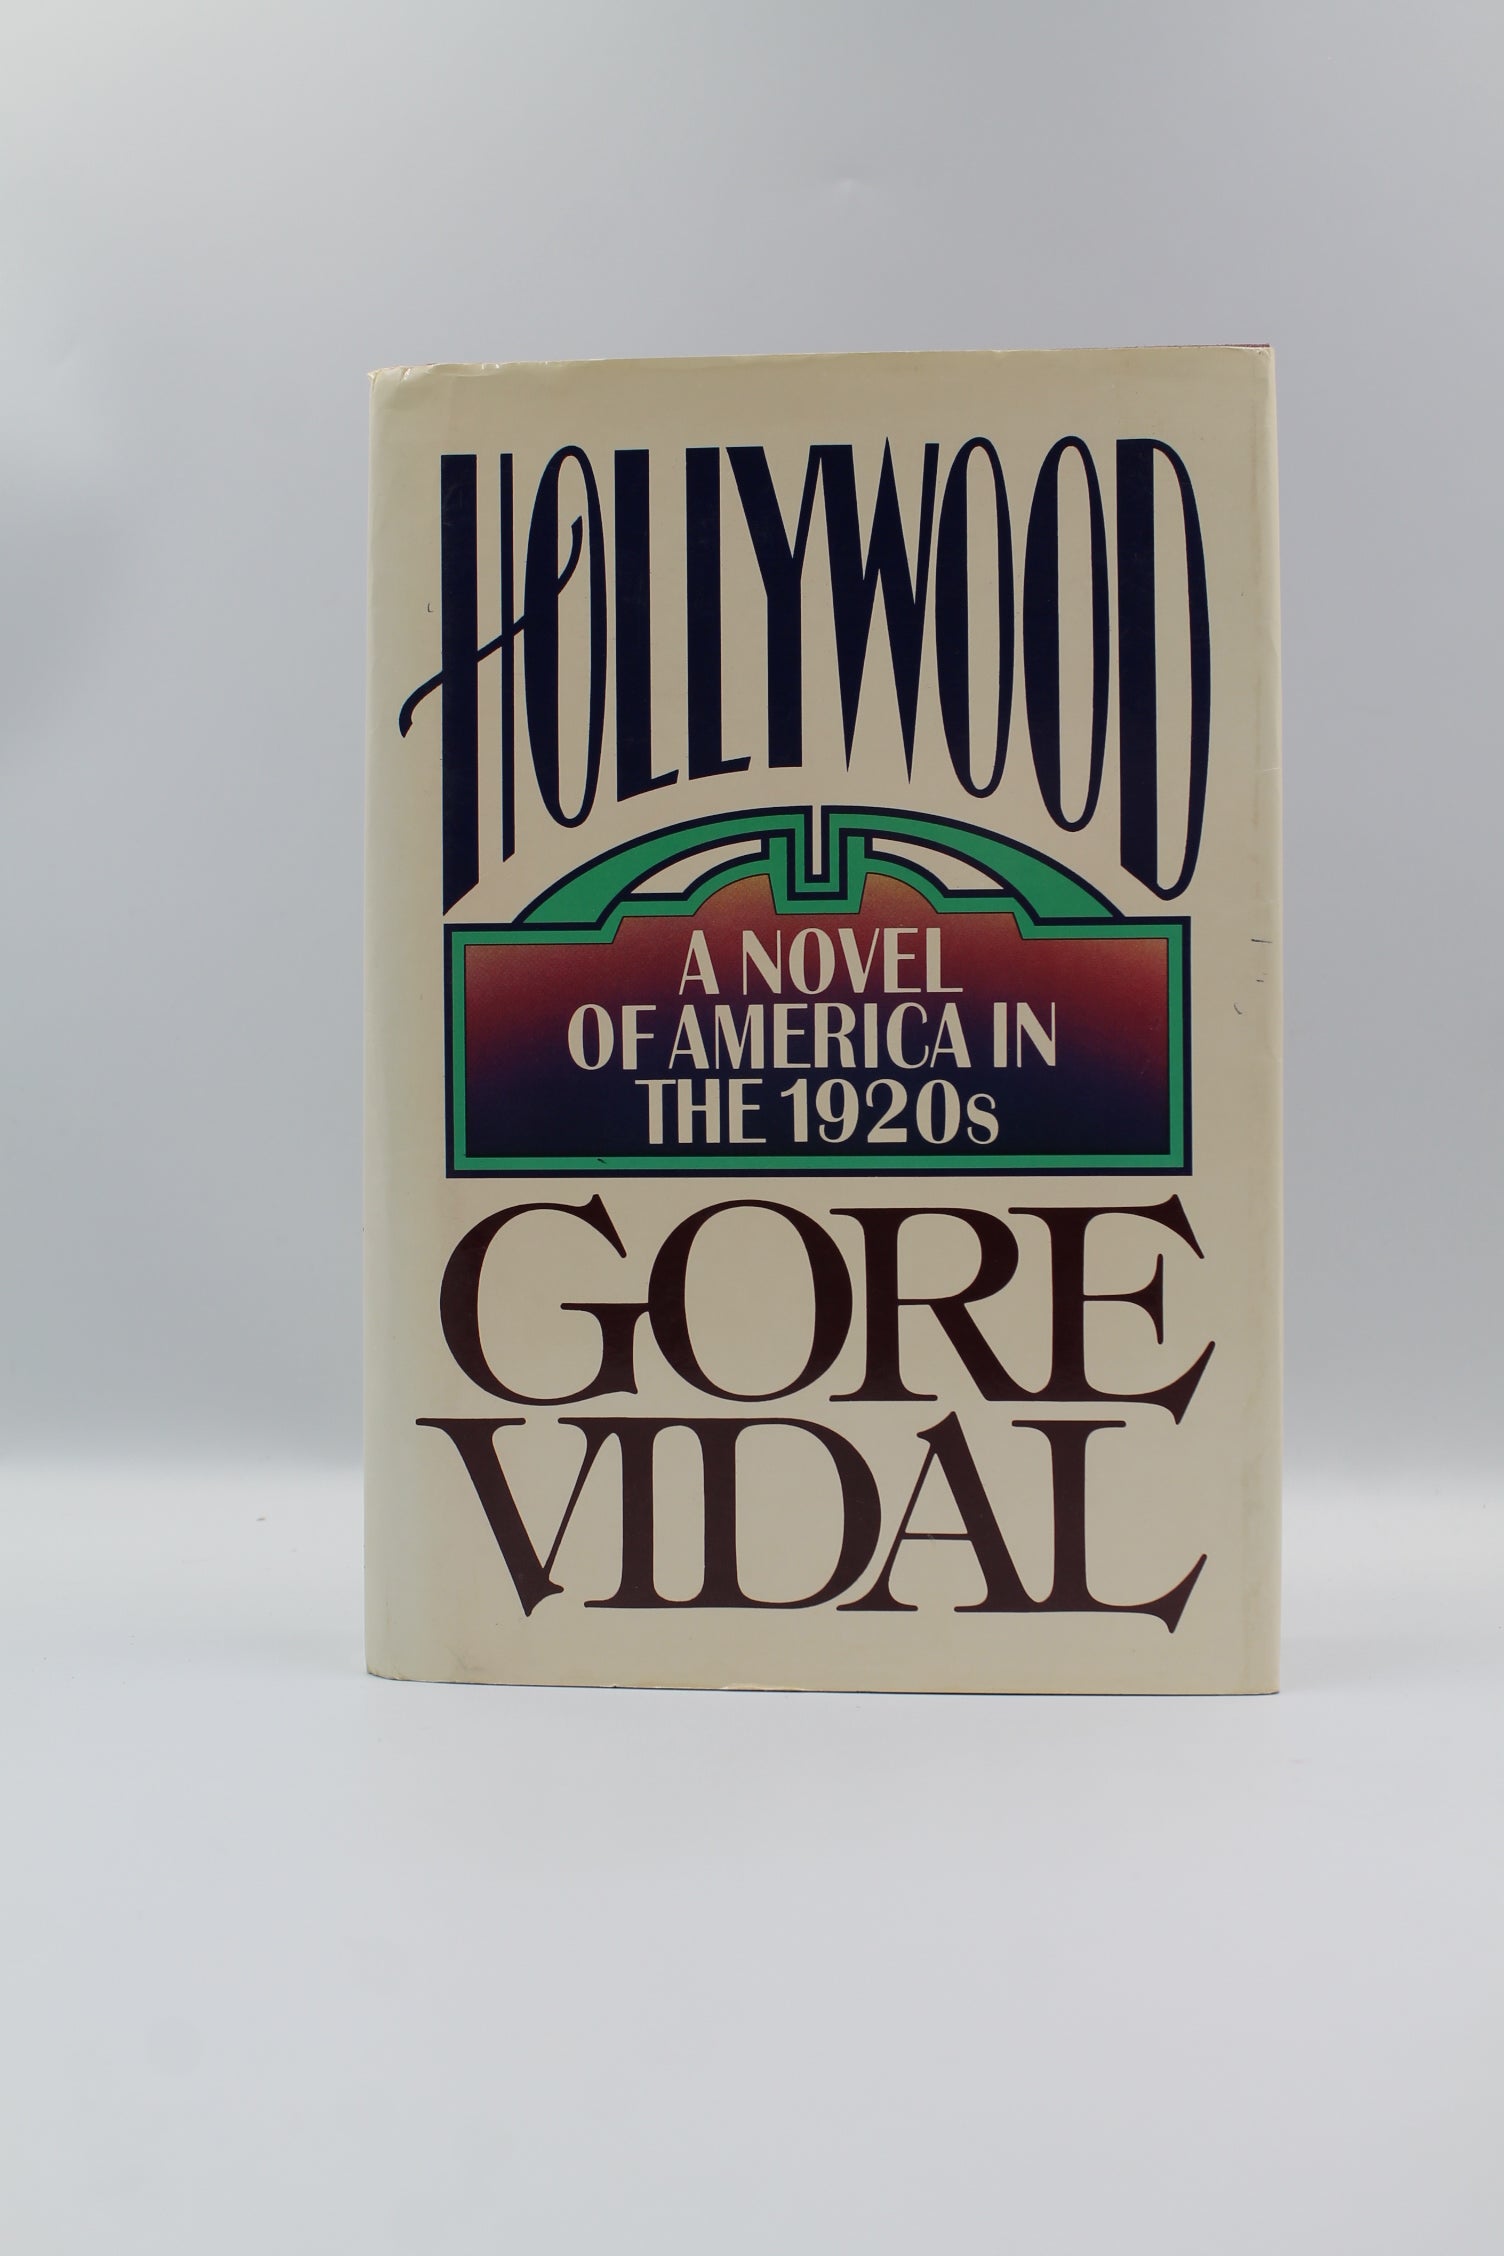 HOLLYWOOD
A NOVEL
OF AMERICA IN
THE 1920s
GORE
VIDAL